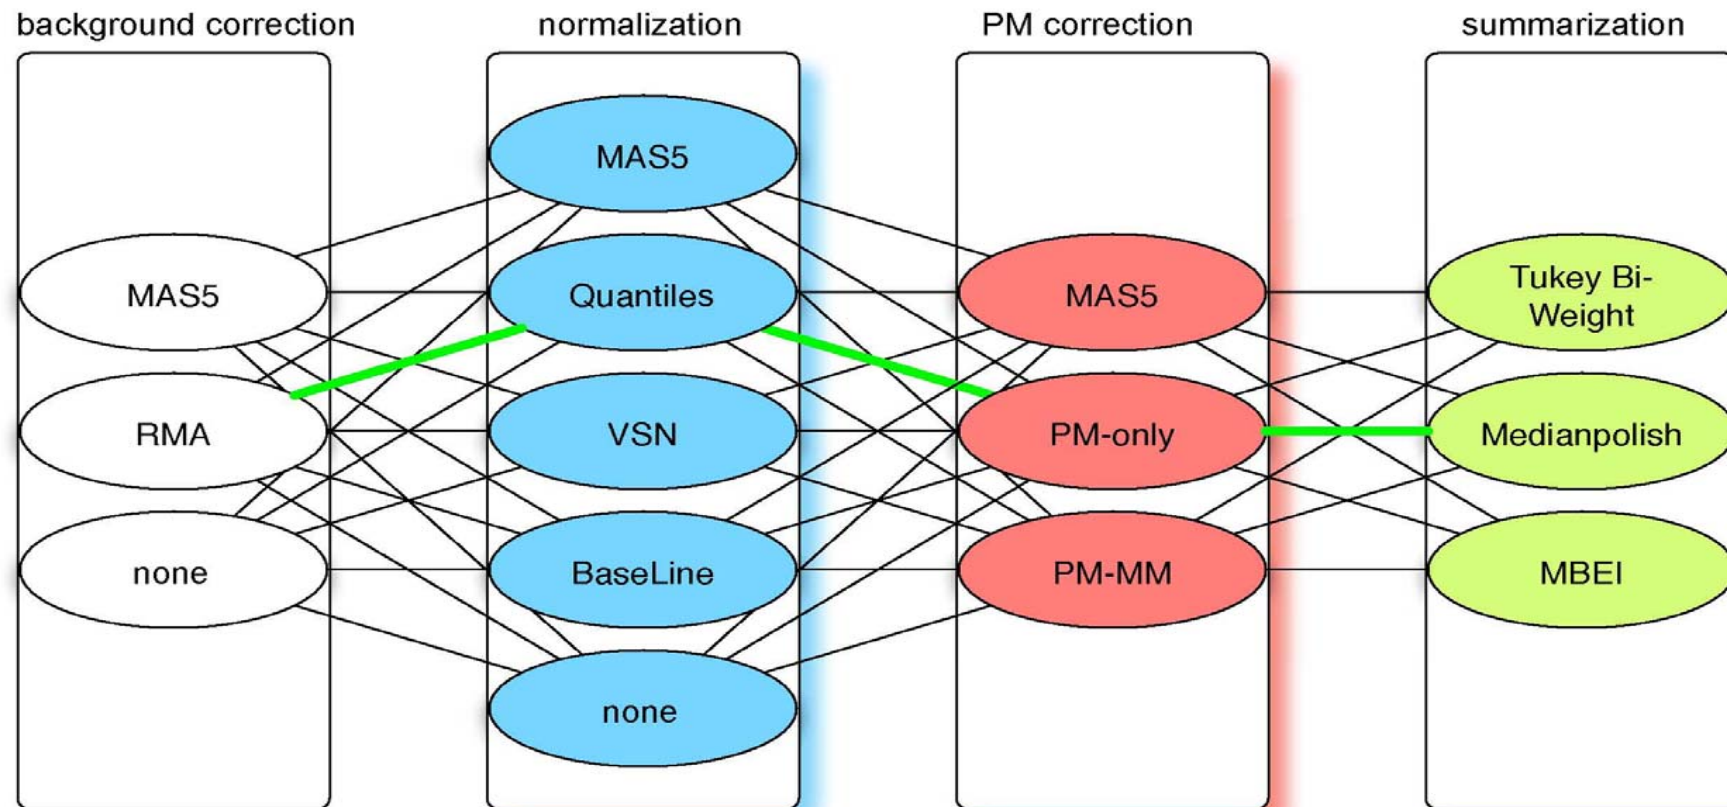 background correction
normalization
PM correction
summarization
MAS5
RMA
none
MAS5
Quantiles
VSN
BaseLine
none
MAS5
PM-only
PM-MM
Tukey Bi-
Weight
Medianpolish
MBEI